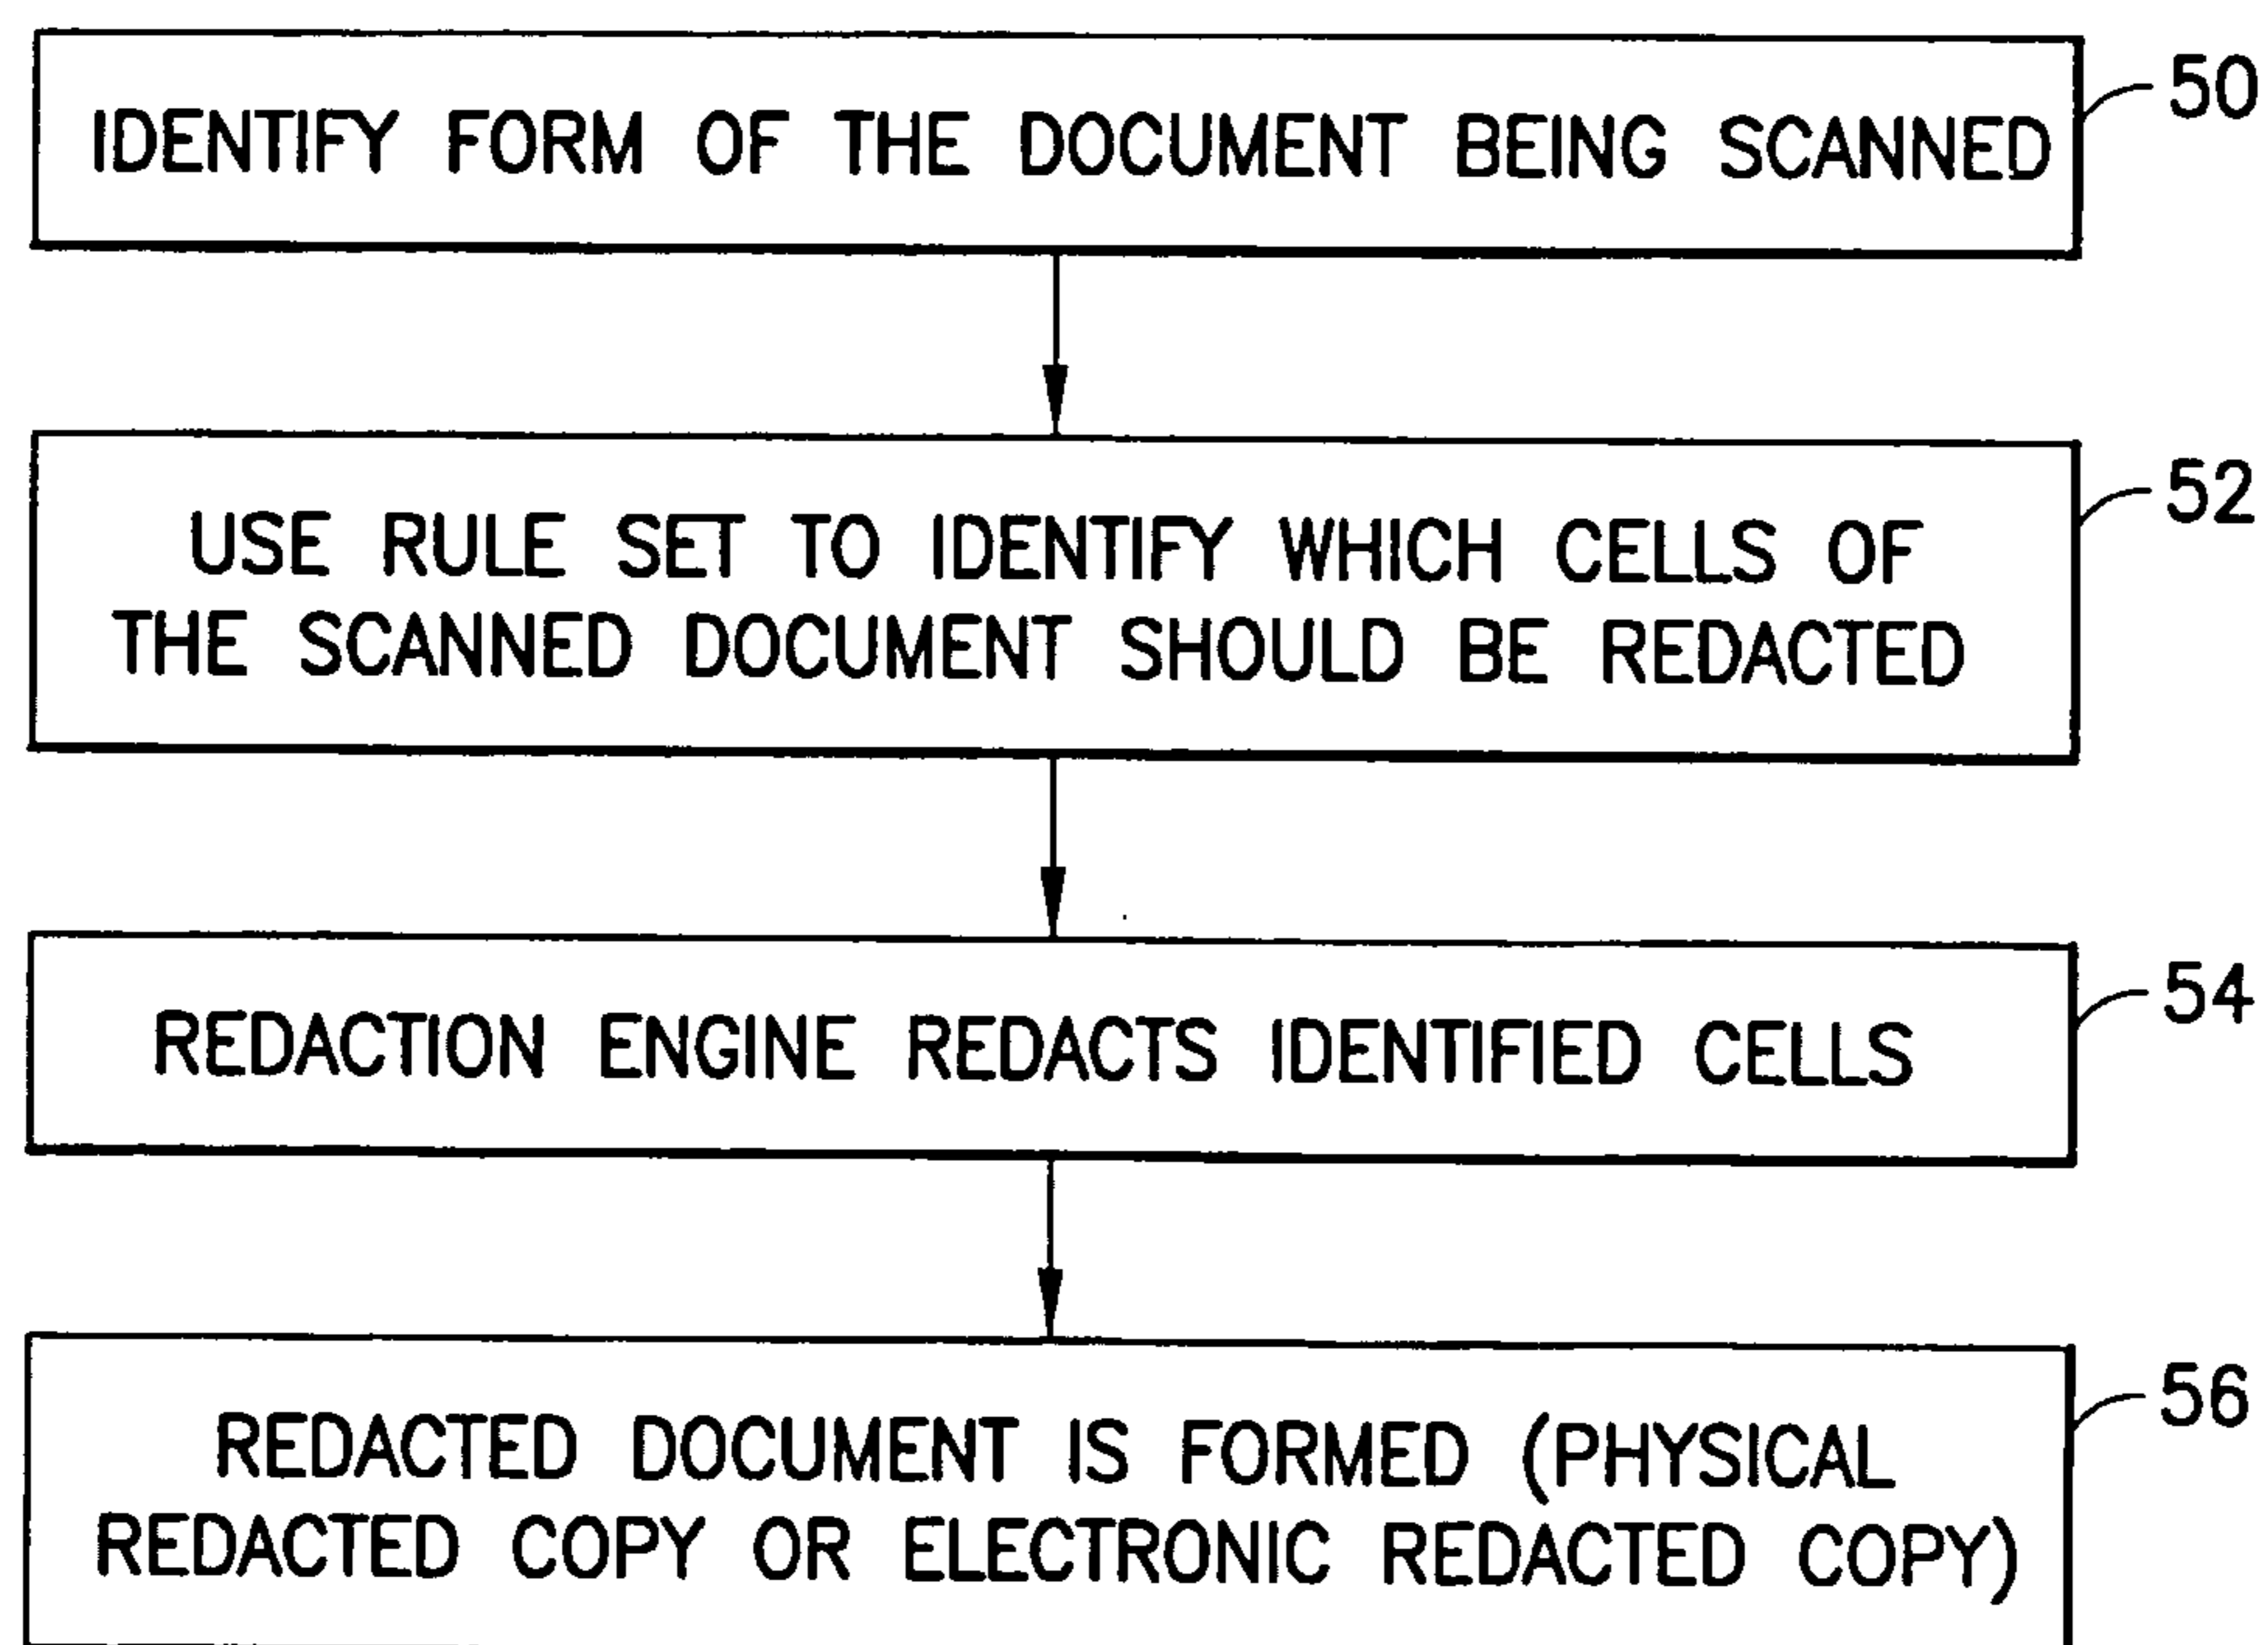 IDENTIFY FORM OF THE DOCUMENT BEING SCANNED
50
USE RULE SET TO IDENTIFY WHICH CELLS OF
THE SCANNED DOCUMENT SHOULD BE REDACTED
52
REDACTION ENGINE REDACTS IDENTIFIED CELLS
54
REDACTED DOCUMENT IS FORMED (PHYSICAL
REDACTED COPY OR ELECTRONIC REDACTED COPY)
56